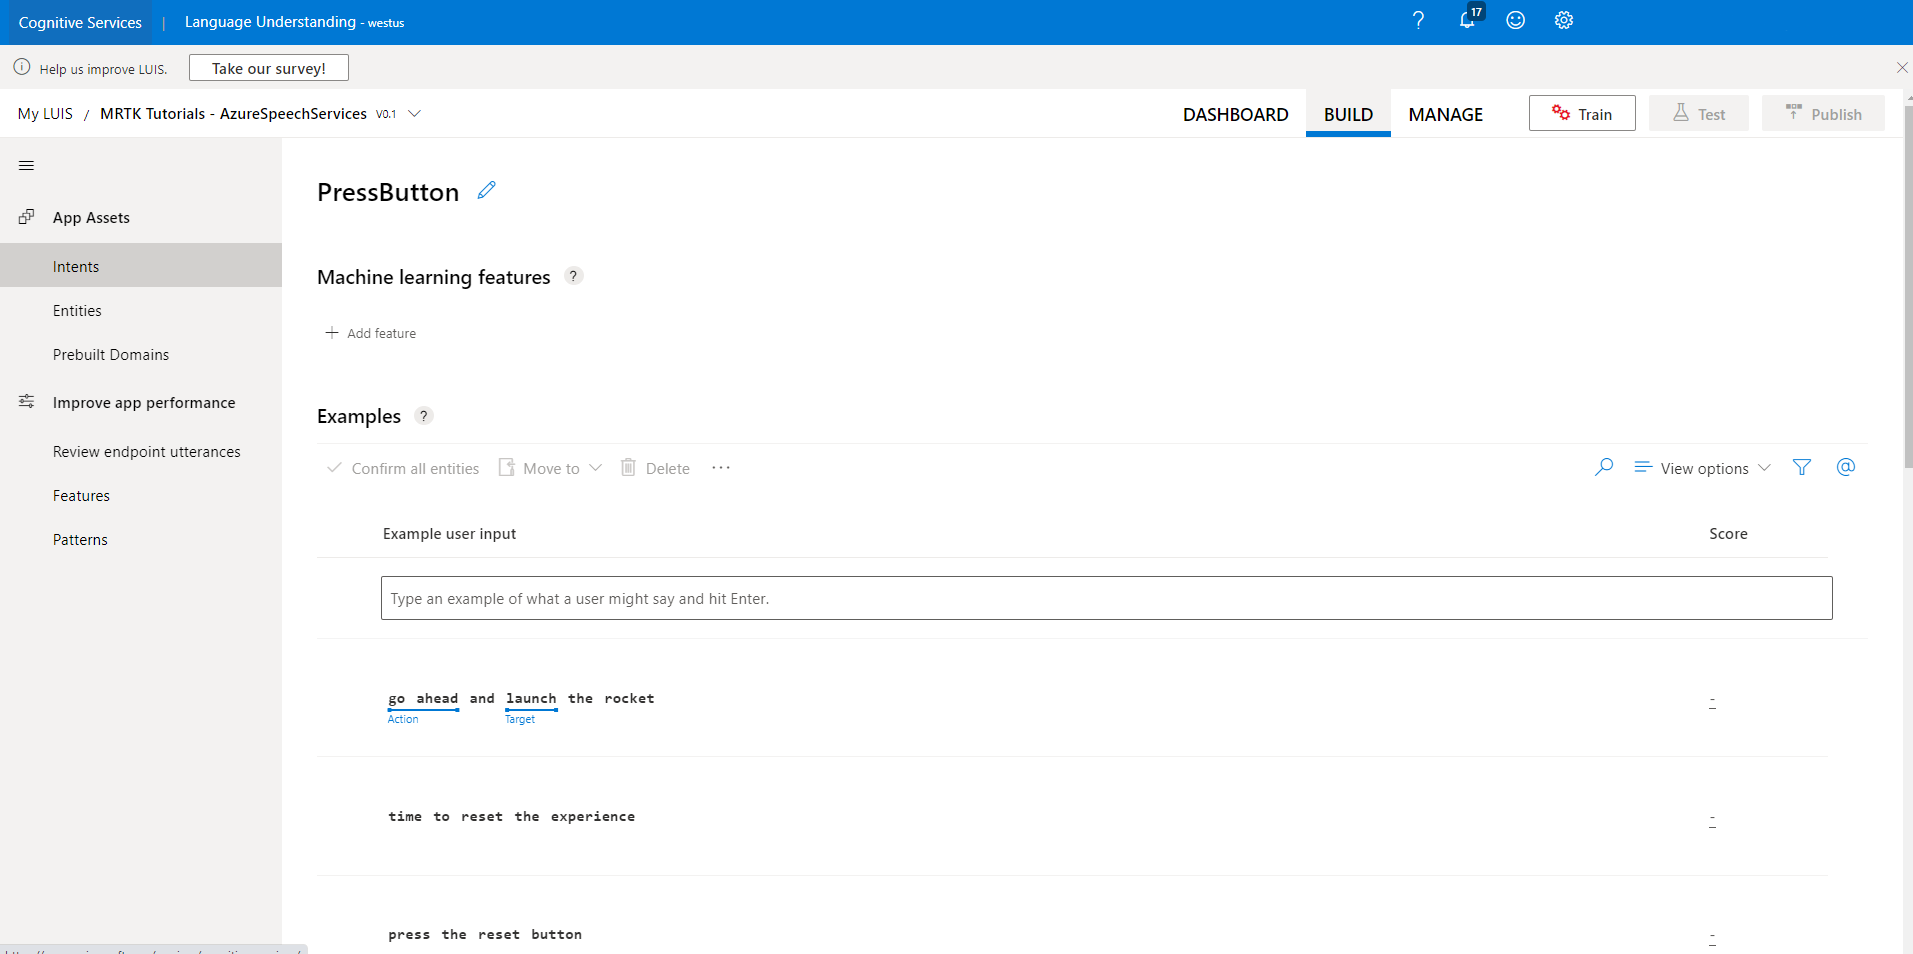 Cognitive Services | Language Understanding - westus 17
Help us improve LUIS. Take our survey!
My LUIS / MRTK Tutorials - AzureSpeechServices V0.1 DASHBOARD BUILD MANAGE Train Test Publish
PressButton
App Assets
Intents
Machine learning features ?
Entities
Add feature
Prebuilt Domains
Improve app performance
Examples ?
Review endpoint utterances
Confirm all entities Move to Delete ··· View options @
Features
Patterns
Example user input Score
Type an example of what a user might say and hit Enter.
go ahead and launch the rocket -
Action Target
time to reset the experience -
press the reset button -